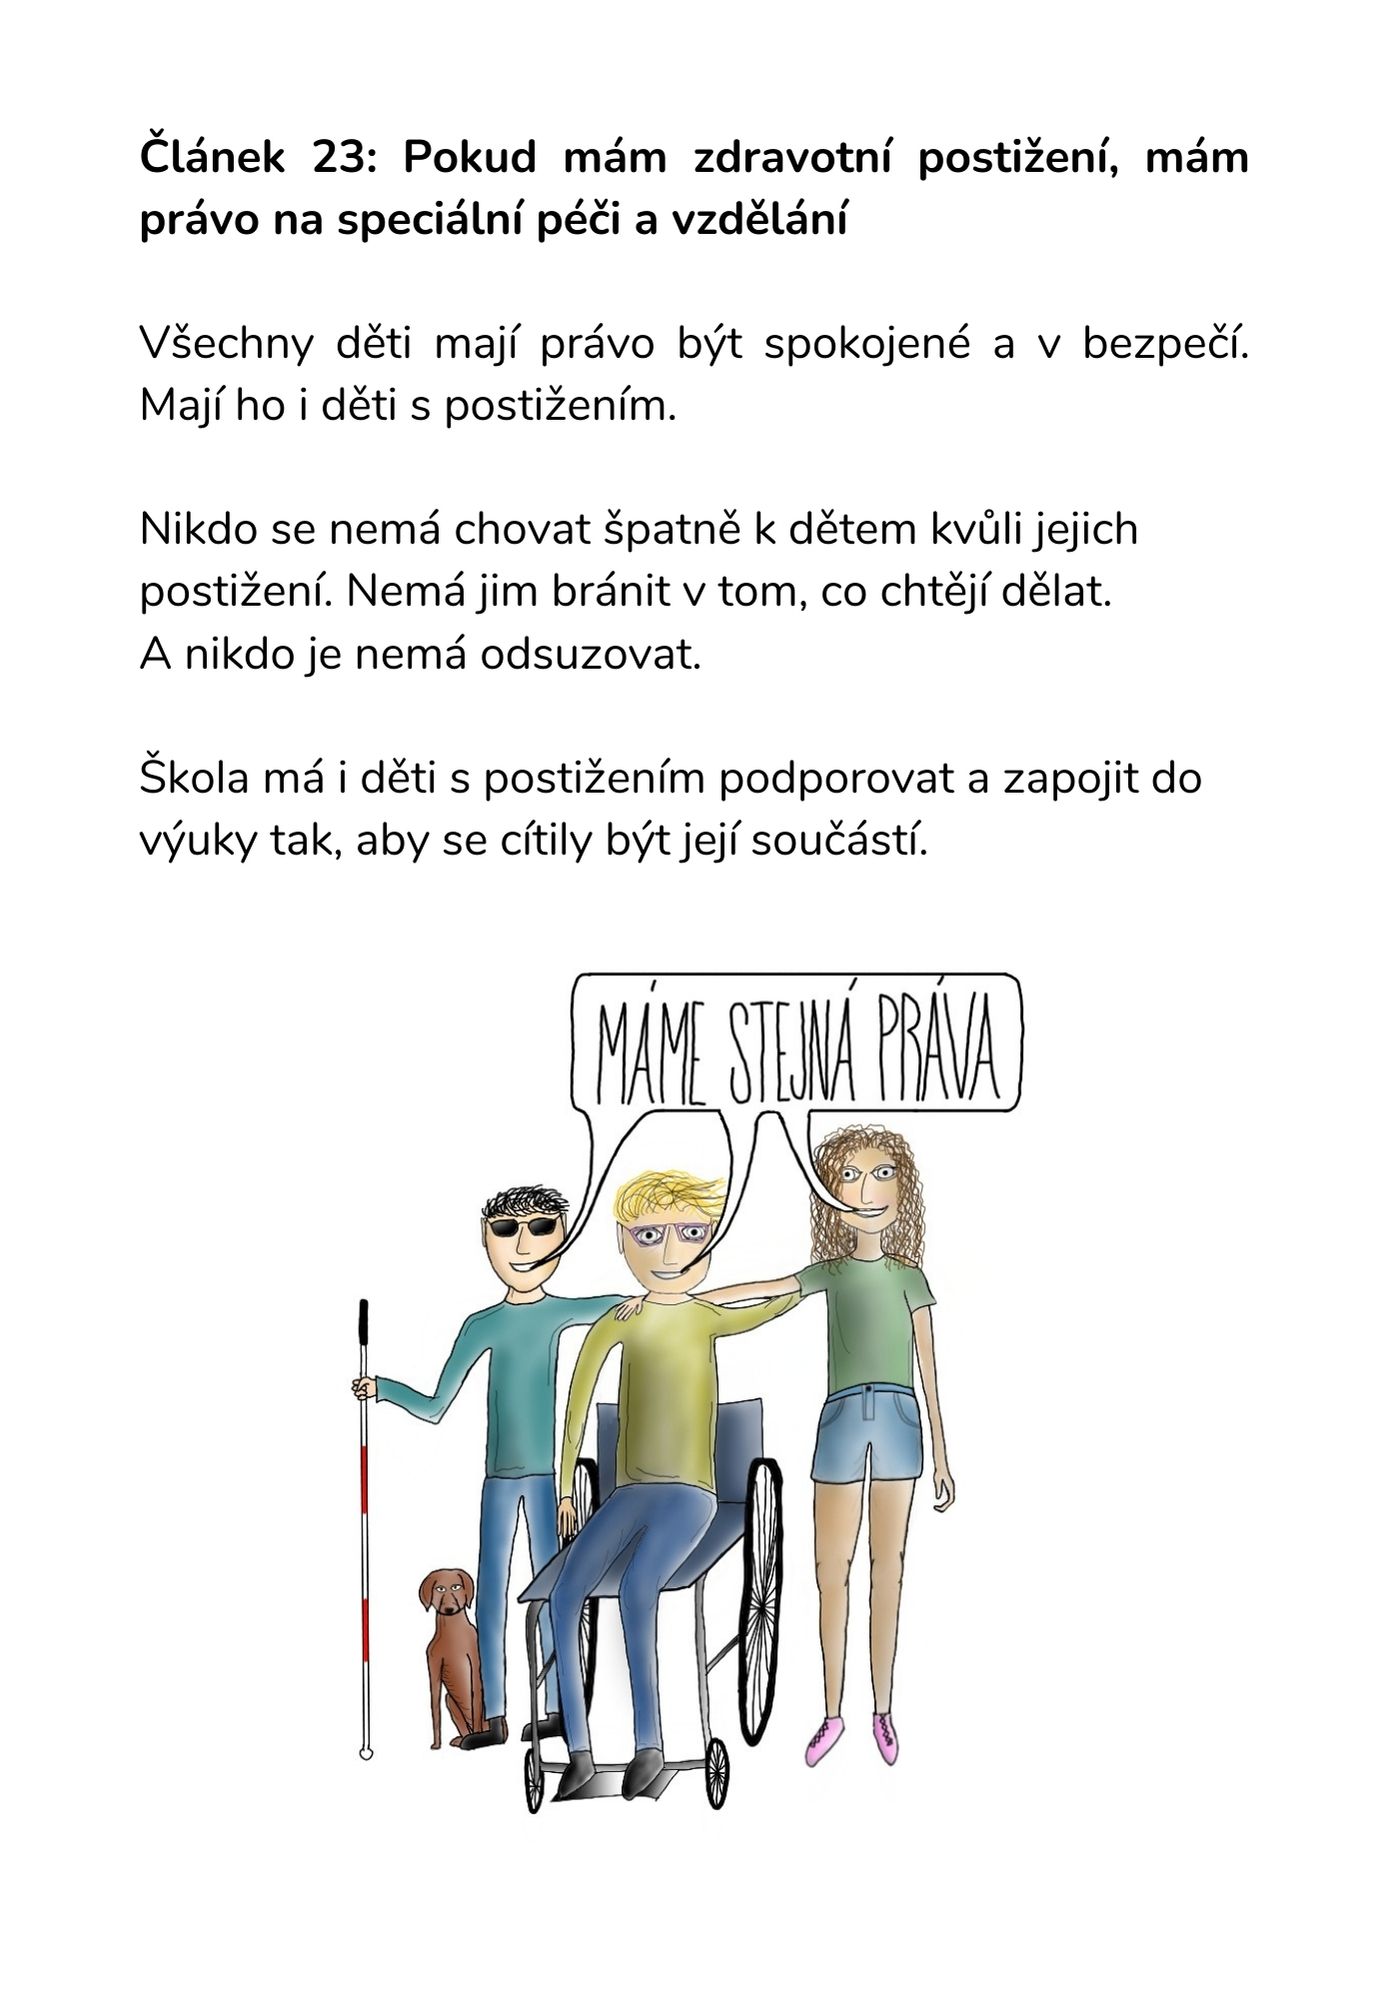 Článek 23: Pokud mám zdravotní postižení, mám
právo na speciální péči a vzdělání
Všechny děti mají právo být spokojené a v bezpečí.
Mají ho i děti s postižením.
Nikdo se nemá chovat špatně k dětem kvůli jejich
postižení. Nemá jim bránit v tom, co chtějí dělat.
A nikdo je nemá odsuzovat.
Škola má i děti s postižením podporovat a zapojit do
výuky tak, aby se cítily být její součástí.
MÁME STEJNÁ PRÁVA